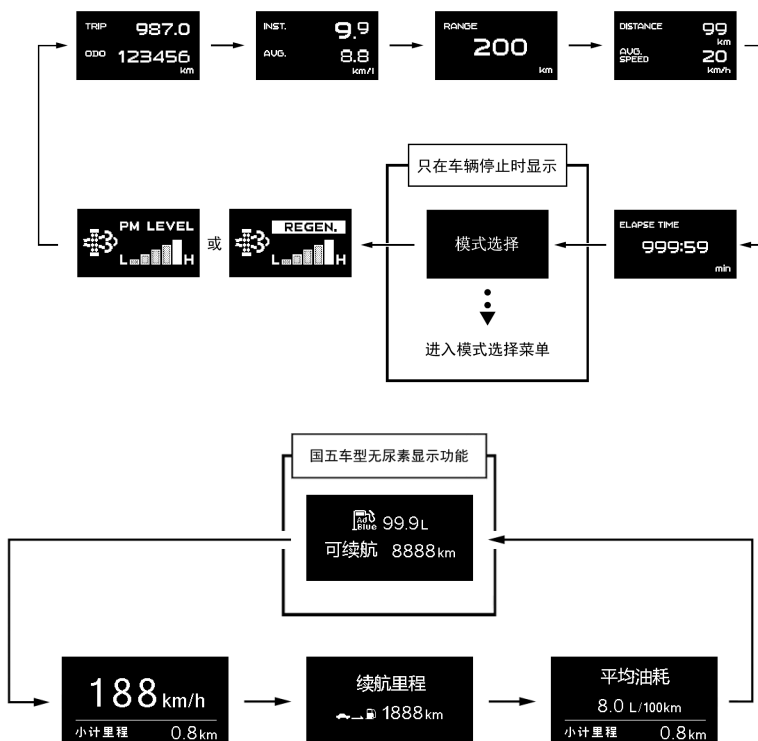 TRIP 987.0
ODO 123456
km
INST. 9.9
AVG. 8.8
km/l
RANGE
200
km
DISTANCE 99
km
AVG.
SPEED 20
km/h
只在车辆停止时显示
PM LEVEL
L H
或
REGEN.
L H
模式选择
ELAPSE TIME
999:59
min
进入模式选择菜单
国五车型无尿素显示功能
Ad
Blue 99.9L
可续航 8888km
188km/h
小计里程 0.8km
续航里程
1888km
平均油耗
8.0 L/100km
小计里程 0.8km